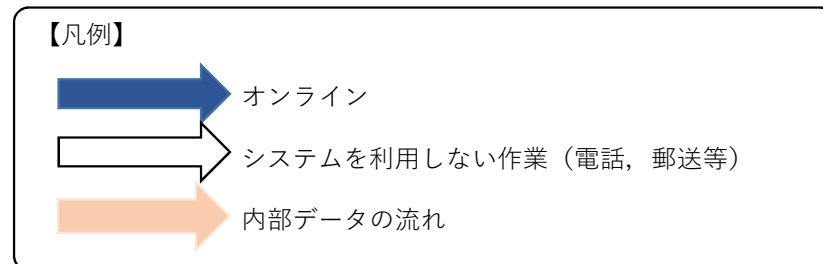 【凡例】
オンライン
システムを利用しない作業（電話，郵送等）
内部データの流れ